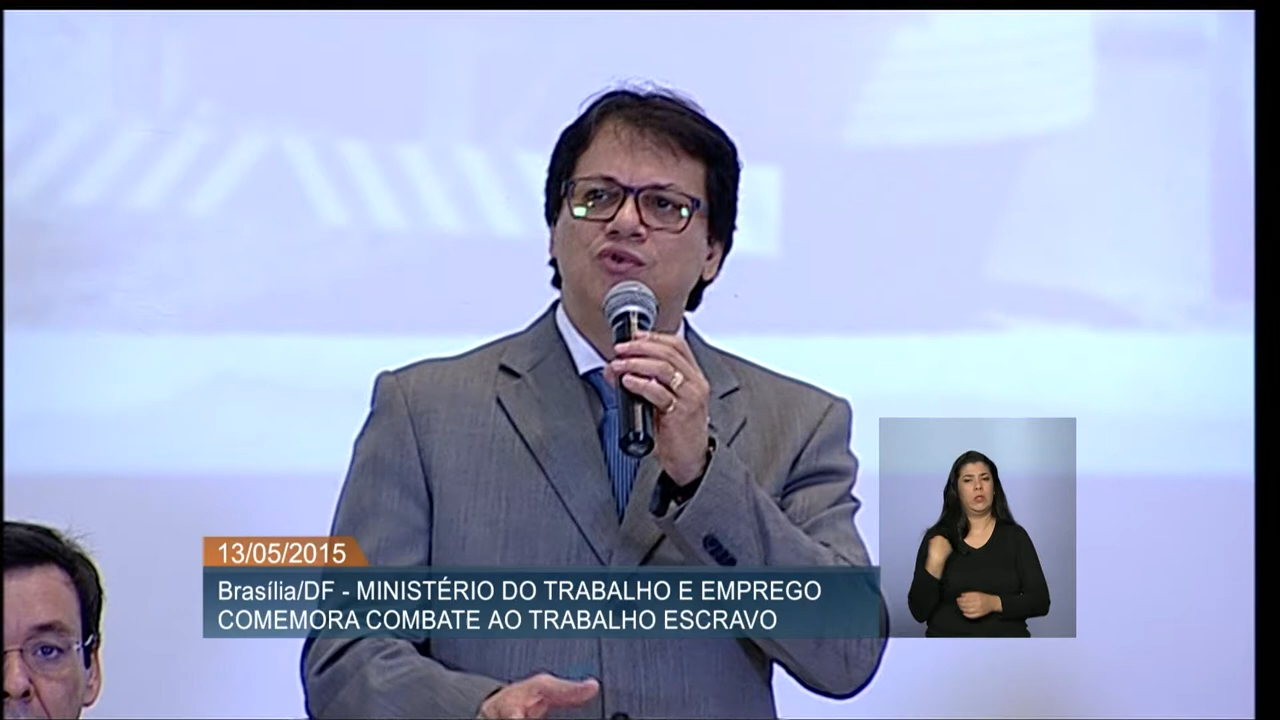 13/05/2015
Brasília/DF - MINISTÉRIO DO TRABALHO E EMPREGO
COMEMORA COMBATE AO TRABALHO ESCRAVO